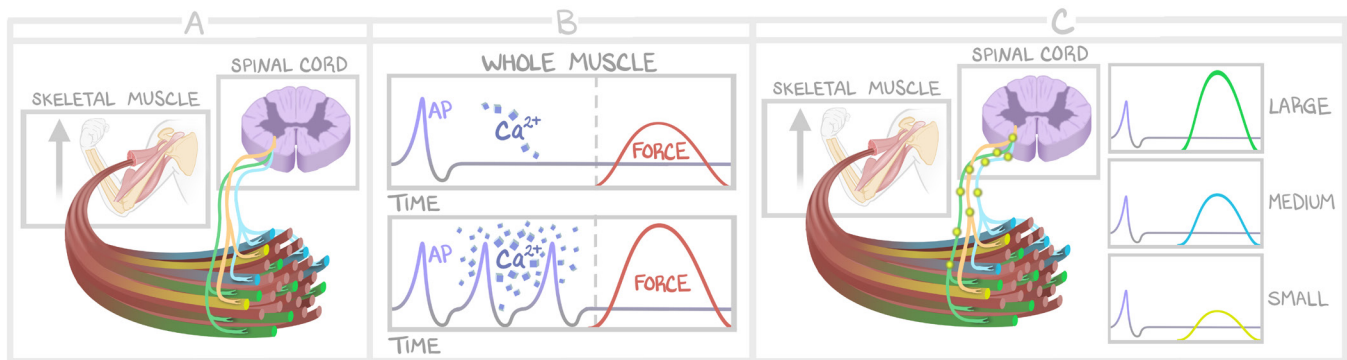 A
SPINAL CORD
SKELETAL MUSCLE
B
WHOLE MUSCLE
AP
Ca²⁺
FORCE
TIME
AP
Ca²⁺
FORCE
TIME
C
SPINAL CORD
SKELETAL MUSCLE
LARGE
MEDIUM
SMALL